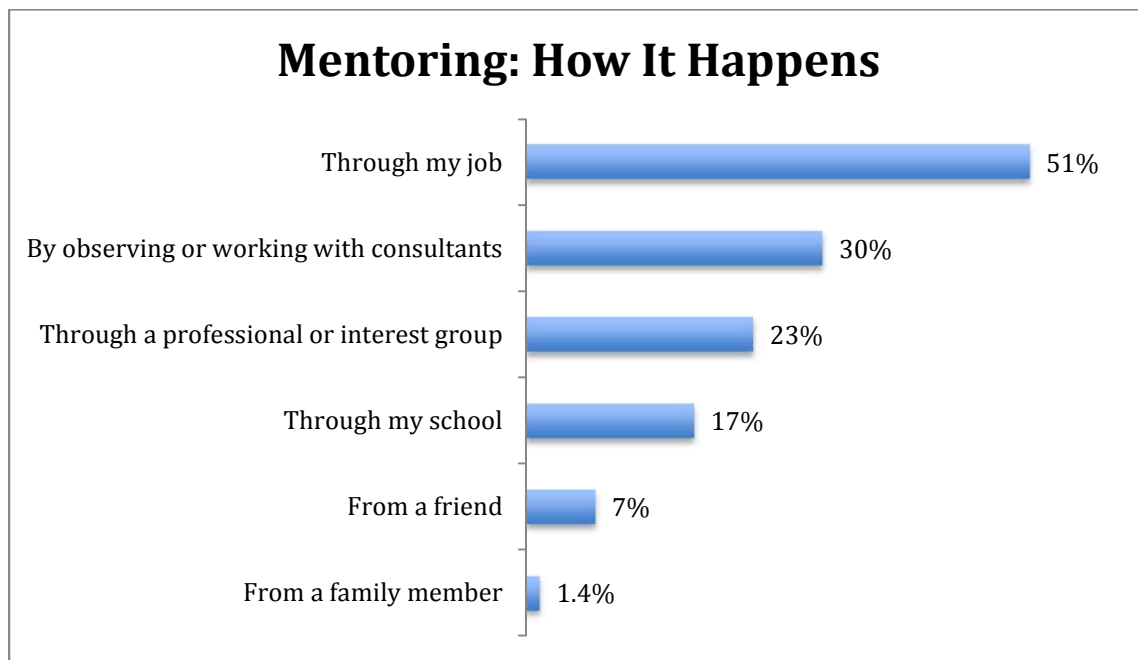 Mentoring: How It Happens
Through my job 51%
By observing or working with consultants 30%
Through a professional or interest group 23%
Through my school 17%
From a friend 7%
From a family member 1.4%